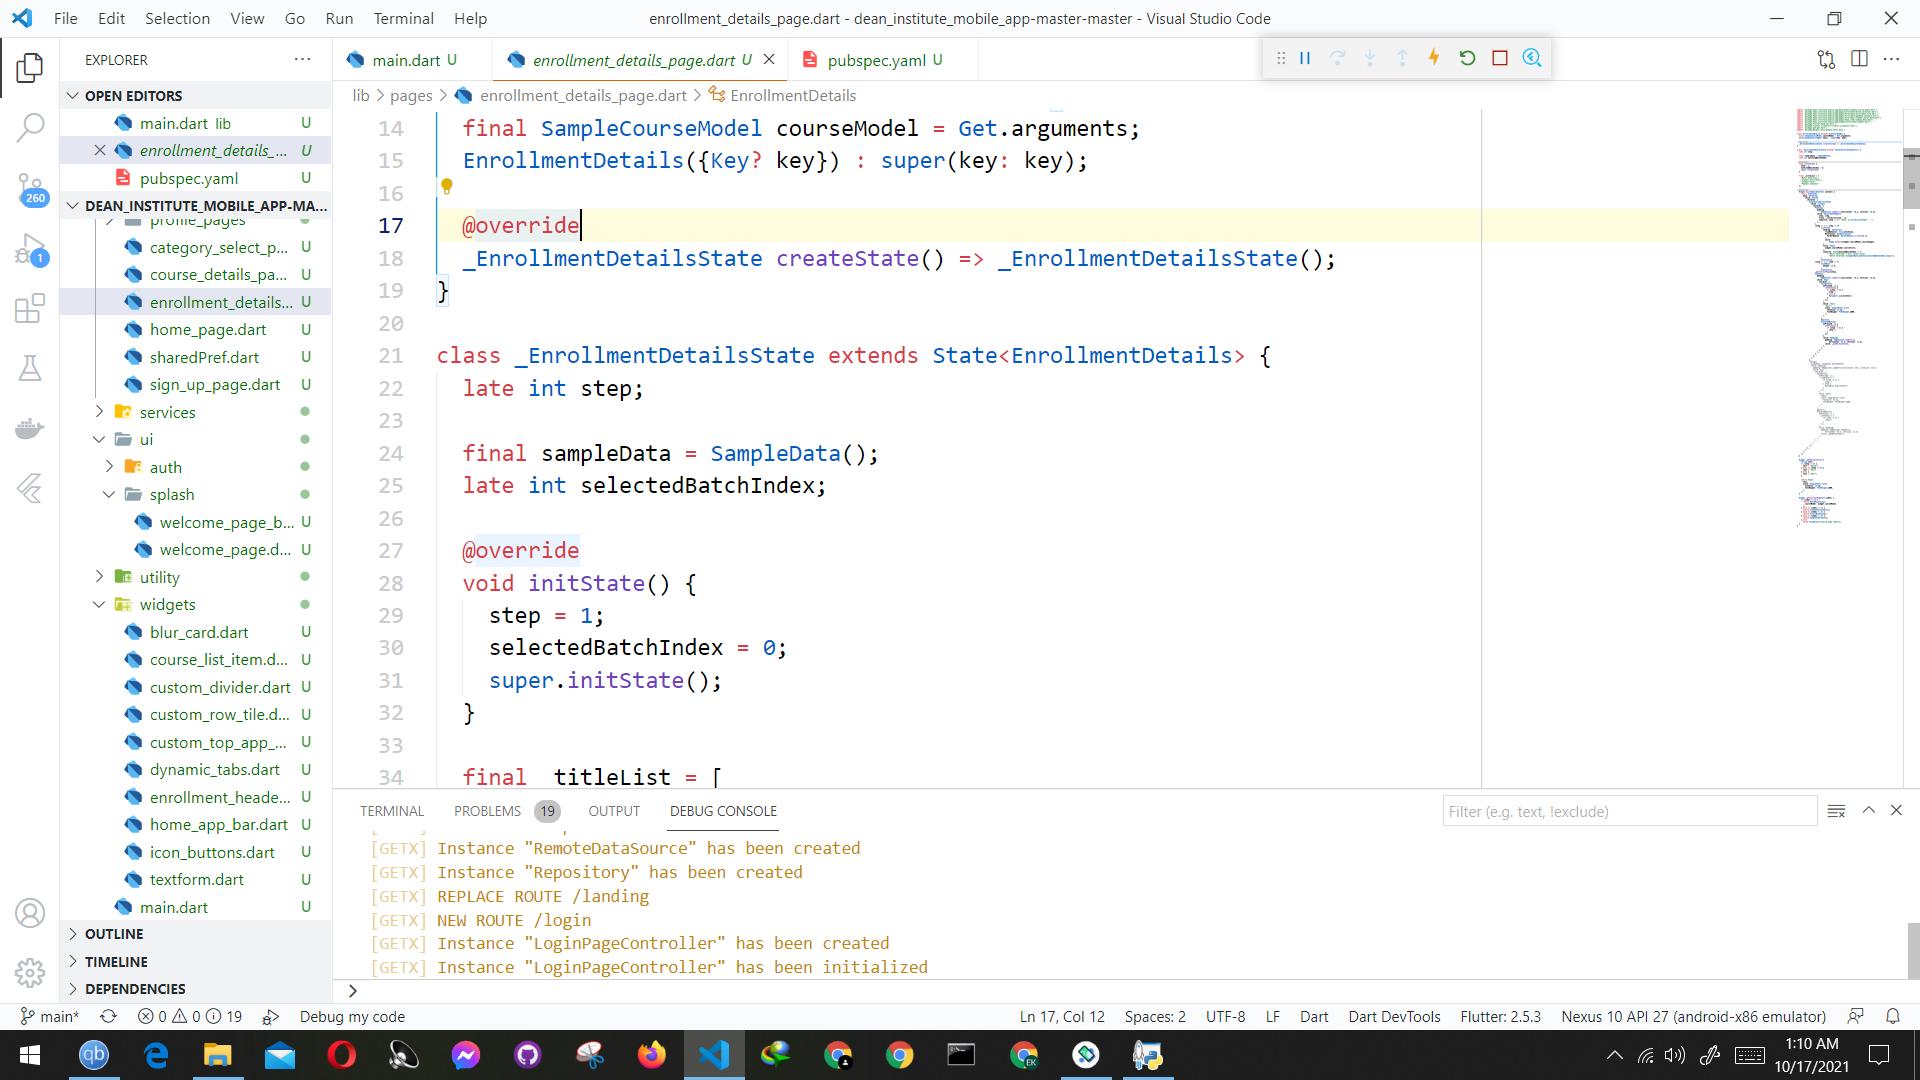 File Edit Selection View Go Run Terminal Help
enrollment_details_page.dart - dean_institute_mobile_app-master-master - Visual Studio Code
EXPLORER
OPEN EDITORS
main.dart lib U
enrollment_details_... U
pubspec.yaml U
DEAN_INSTITUTE_MOBILE_APP-MA...
profile_pages
category_select_p... U
course_details_pa... U
enrollment_details... U
home_page.dart U
sharedPref.dart U
sign_up_page.dart U
services
ui
auth
splash
welcome_page_b... U
welcome_page.d... U
utility
widgets
blur_card.dart U
course_list_item.d... U
custom_divider.dart U
custom_row_tile.d... U
custom_top_app_... U
dynamic_tabs.dart U
enrollment_heade... U
home_app_bar.dart U
icon_buttons.dart U
textform.dart U
main.dart U
OUTLINE
TIMELINE
DEPENDENCIES
260
1
main.dart U
enrollment_details_page.dart U
pubspec.yaml U
lib > pages > enrollment_details_page.dart > EnrollmentDetails
14 final SampleCourseModel courseModel = Get.arguments;
15 EnrollmentDetails({Key? key}) : super(key: key);
16
17 @override
18 _EnrollmentDetailsState createState() => _EnrollmentDetailsState();
19 }
20
21 class _EnrollmentDetailsState extends State<EnrollmentDetails> {
22 late int step;
23
24 final sampleData = SampleData();
25 late int selectedBatchIndex;
26
27 @override
28 void initState() {
29 step = 1;
30 selectedBatchIndex = 0;
31 super.initState();
32 }
33
34 final titleList = [
TERMINAL PROBLEMS 19 OUTPUT DEBUG CONSOLE
Filter (e.g. text, !exclude)
[GETX] Instance "RemoteDataSource" has been created
[GETX] Instance "Repository" has been created
[GETX] REPLACE ROUTE /landing
[GETX] NEW ROUTE /login
[GETX] Instance "LoginPageController" has been created
[GETX] Instance "LoginPageController" has been initialized
>
main* 0 0 19 Debug my code
Ln 17, Col 12 Spaces: 2 UTF-8 LF Dart Dart DevTools Flutter: 2.5.3 Nexus 10 API 27 (android-x86 emulator)
qb
EK
1:10 AM
10/17/2021